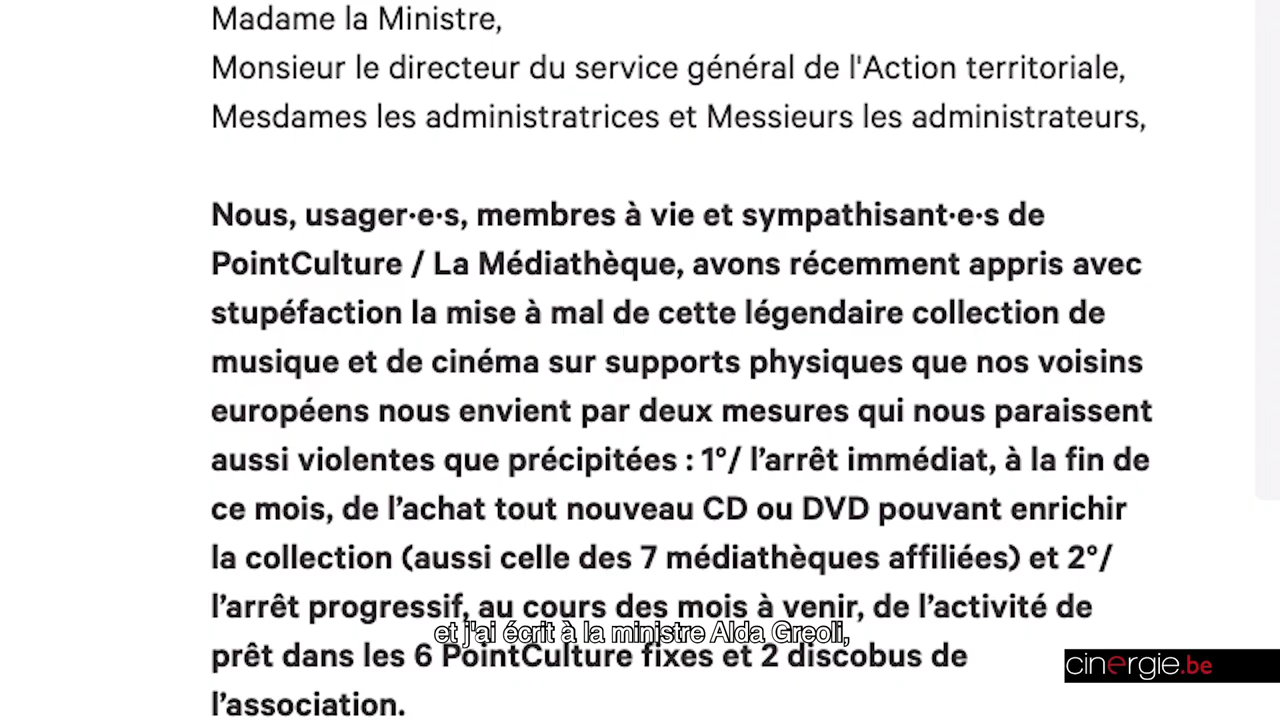 Madame la Ministre,
Monsieur le directeur du service général de l'Action territoriale,
Mesdames les administratrices et Messieurs les administrateurs,
Nous, usager·e·s, membres à vie et sympathisant·e·s de
PointCulture / La Médiathèque, avons récemment appris avec
stupéfaction la mise à mal de cette légendaire collection de
musique et de cinéma sur supports physiques que nos voisins
européens nous envient par deux mesures qui nous paraissent
aussi violentes que précipitées : 1°/ l’arrêt immédiat, à la fin de
ce mois, de l’achat tout nouveau CD ou DVD pouvant enrichir
la collection (aussi celle des 7 médiathèques affiliées) et 2°/
l’arrêt progressif, au cours des mois à venir, de l’activité de
et j'ai écrit à la ministre Alda Greoli,
prêt dans les 6 PointCulture fixes et 2 discobus de
l’association.
cinergie.be